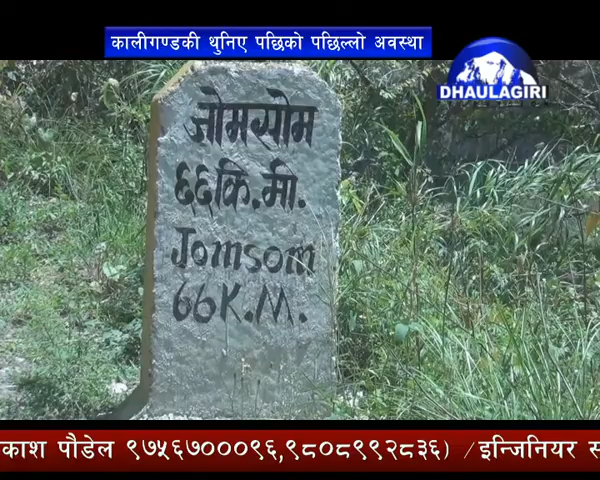 कालीगण्डकी थुनिए पछिको पछिल्लो अवस्था
DHAULAGIRI
जोमसोम
६६कि.मी.
Jomsom
66K.M.
काश पौडेल ९७५६७०००९६,९८०८९९२८३६) /इन्जिनियर स